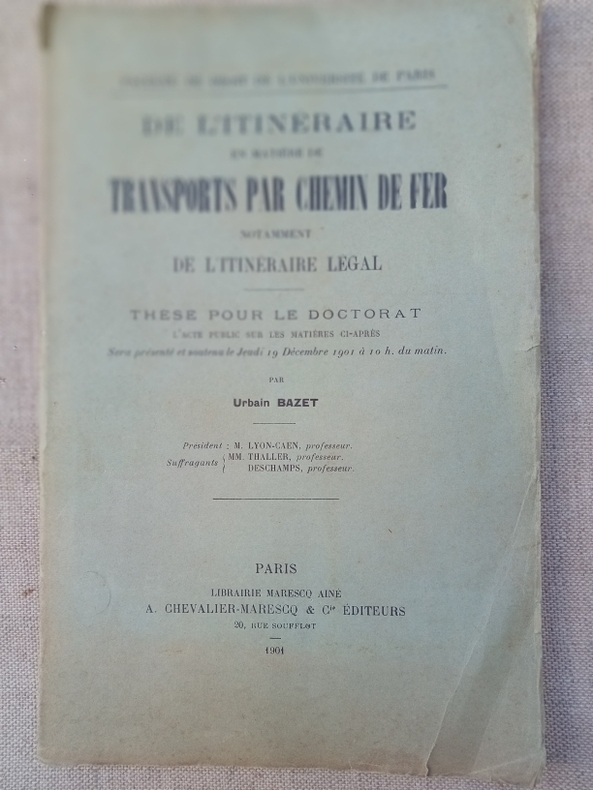 FACULTÉ DE DROIT DE L'UNIVERSITÉ DE PARIS
DE L'ITINÉRAIRE
EN MATIÈRE DE
TRANSPORTS PAR CHEMIN DE FER
NOTAMMENT
DE L'ITINÉRAIRE LÉGAL
THÈSE POUR LE DOCTORAT
L'ACTE PUBLIC SUR LES MATIÈRES CI-APRÈS
Sera présenté et soutenu le Jeudi 19 Décembre 1901 à 10 h. du matin.
PAR
Urbain BAZET
Président : M. LYON-CAEN, professeur.
Suffragants { MM. THALLER, professeur.
DESCHAMPS, professeur.
PARIS
LIBRAIRIE MARESCQ AINÉ
A. CHEVALIER-MARESCQ & Cie ÉDITEURS
20, RUE SOUFFLOT
1901